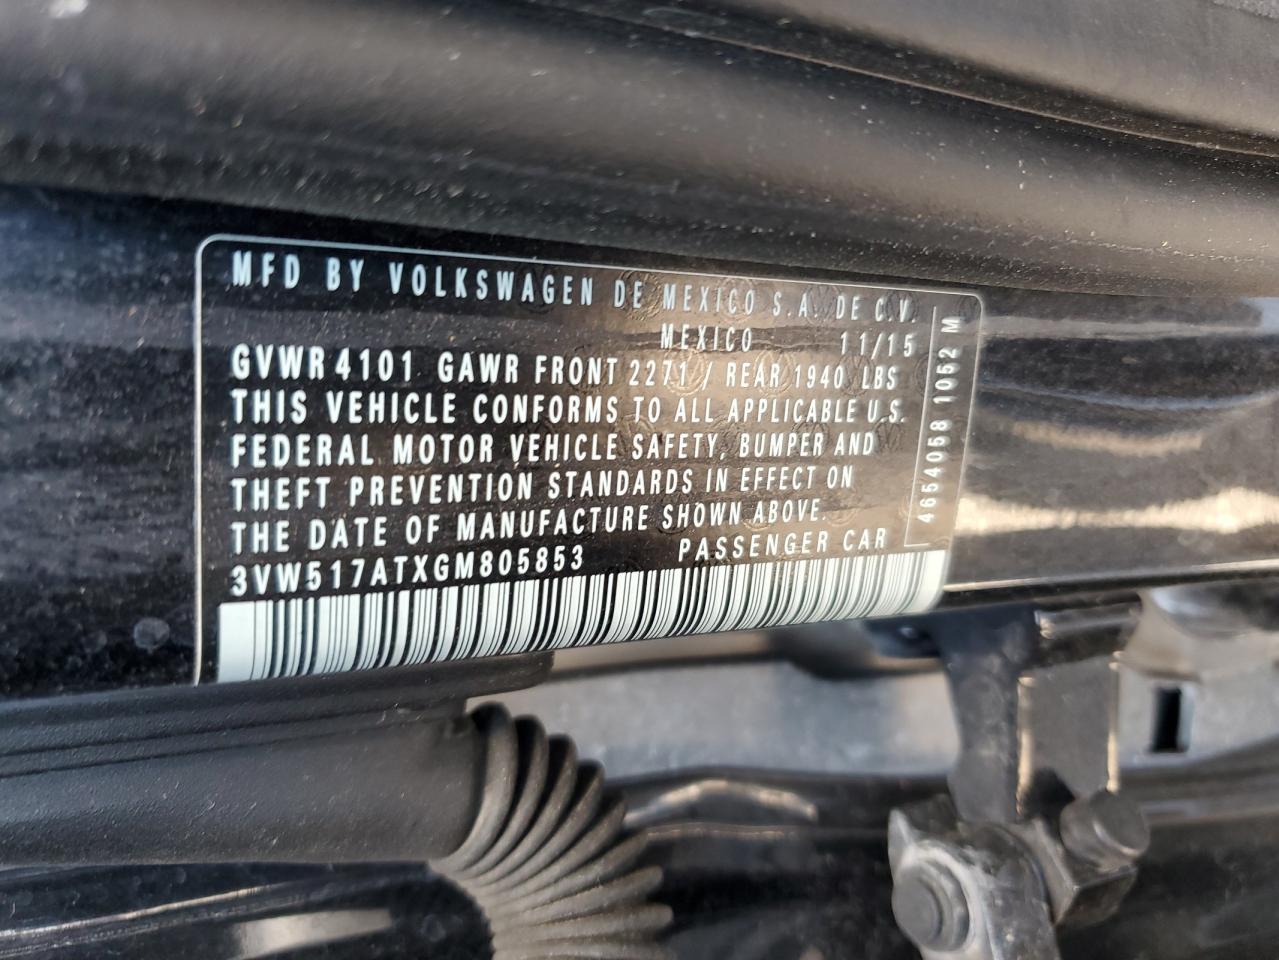 MFD BY VOLKSWAGEN DE MEXICO S.A. DE C.V.
MEXICO 11/15
GVWR 4101 GAWR FRONT 2271 / REAR 1940 LBS
THIS VEHICLE CONFORMS TO ALL APPLICABLE U.S.
FEDERAL MOTOR VEHICLE SAFETY, BUMPER AND
THEFT PREVENTION STANDARDS IN EFFECT ON
THE DATE OF MANUFACTURE SHOWN ABOVE.
3VW517ATXGM805853 PASSENGER CAR
4654058 1052 M